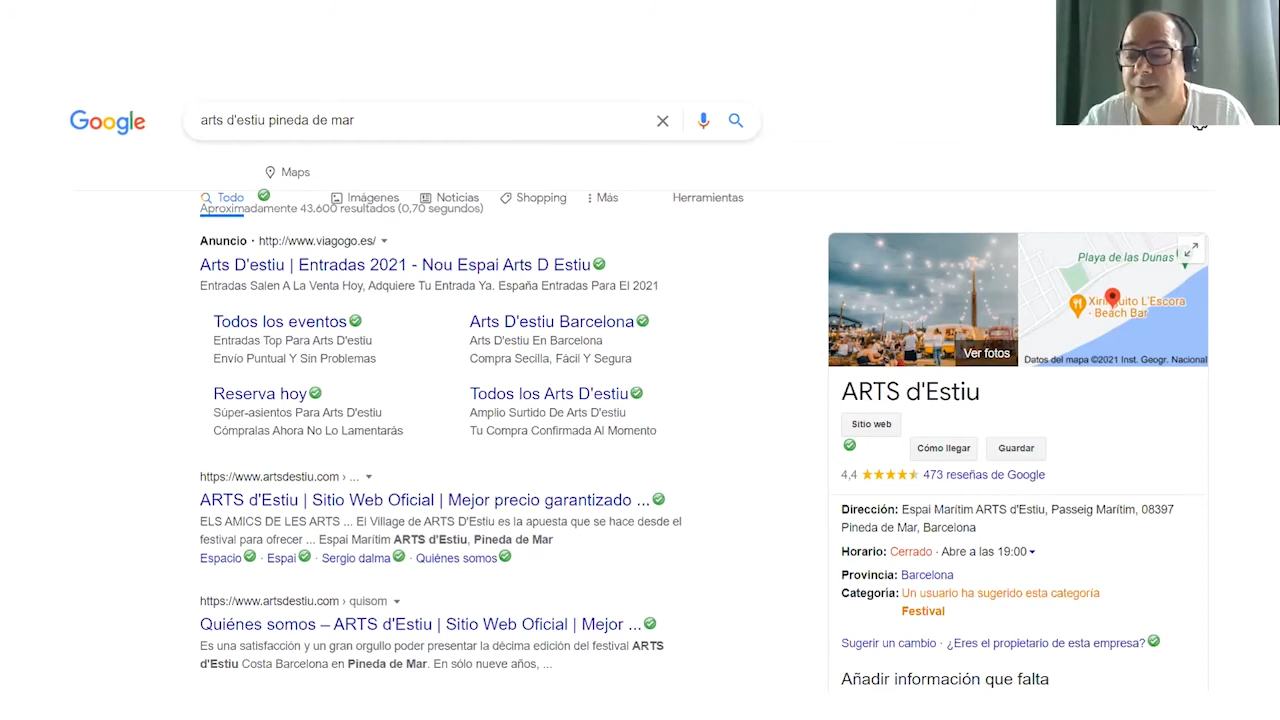 Google
arts d'estiu pineda de mar
Maps
Todo
Imágenes
Noticias
Shopping
Más
Herramientas
Aproximadamente 43.600 resultados (0,70 segundos)
Anuncio · http://www.viagogo.es/
Arts D'estiu | Entradas 2021 - Nou Espai Arts D Estiu
Entradas Salen A La Venta Hoy, Adquiere Tu Entrada Ya. España Entradas Para El 2021
Todos los eventos
Entradas Top Para Arts D'estiu
Envío Puntual Y Sin Problemas
Arts D'estiu Barcelona
Arts D'estiu En Barcelona
Compra Secilla, Fácil Y Segura
Reserva hoy
Súper-asientos Para Arts D'estiu
Cómpralas Ahora No Lo Lamentarás
Todos los Arts D'estiu
Amplio Surtido De Arts D'estiu
Tu Compra Confirmada Al Momento
https://www.artsdestiu.com › ...
ARTS d'Estiu | Sitio Web Oficial | Mejor precio garantizado ...
ELS AMICS DE LES ARTS ... El Village de ARTS D'Estiu es la apuesta que se hace desde el
festival para ofrecer ... Espai Marítim ARTS d'Estiu, Pineda de Mar
Espacio · Espai · Sergio dalma · Quiénes somos
https://www.artsdestiu.com › quisom
Quiénes somos – ARTS d'Estiu | Sitio Web Oficial | Mejor ...
Es una satisfacción y un gran orgullo poder presentar la décima edición del festival ARTS
d'Estiu Costa Barcelona en Pineda de Mar. En sólo nueve años, ...
Ver fotos
Playa de las Dunas
Xiringuito L'Escora
- Beach Bar
Datos del mapa ©2021 Inst. Geogr. Nacional
ARTS d'Estiu
Sitio web
Cómo llegar
Guardar
4,4 473 reseñas de Google
Dirección: Espai Marítim ARTS d'Estiu, Passeig Marítim, 08397
Pineda de Mar, Barcelona
Horario: Cerrado · Abre a las 19:00
Provincia: Barcelona
Categoría: Un usuario ha sugerido esta categoría
Festival
Sugerir un cambio · ¿Eres el propietario de esta empresa?
Añadir información que falta